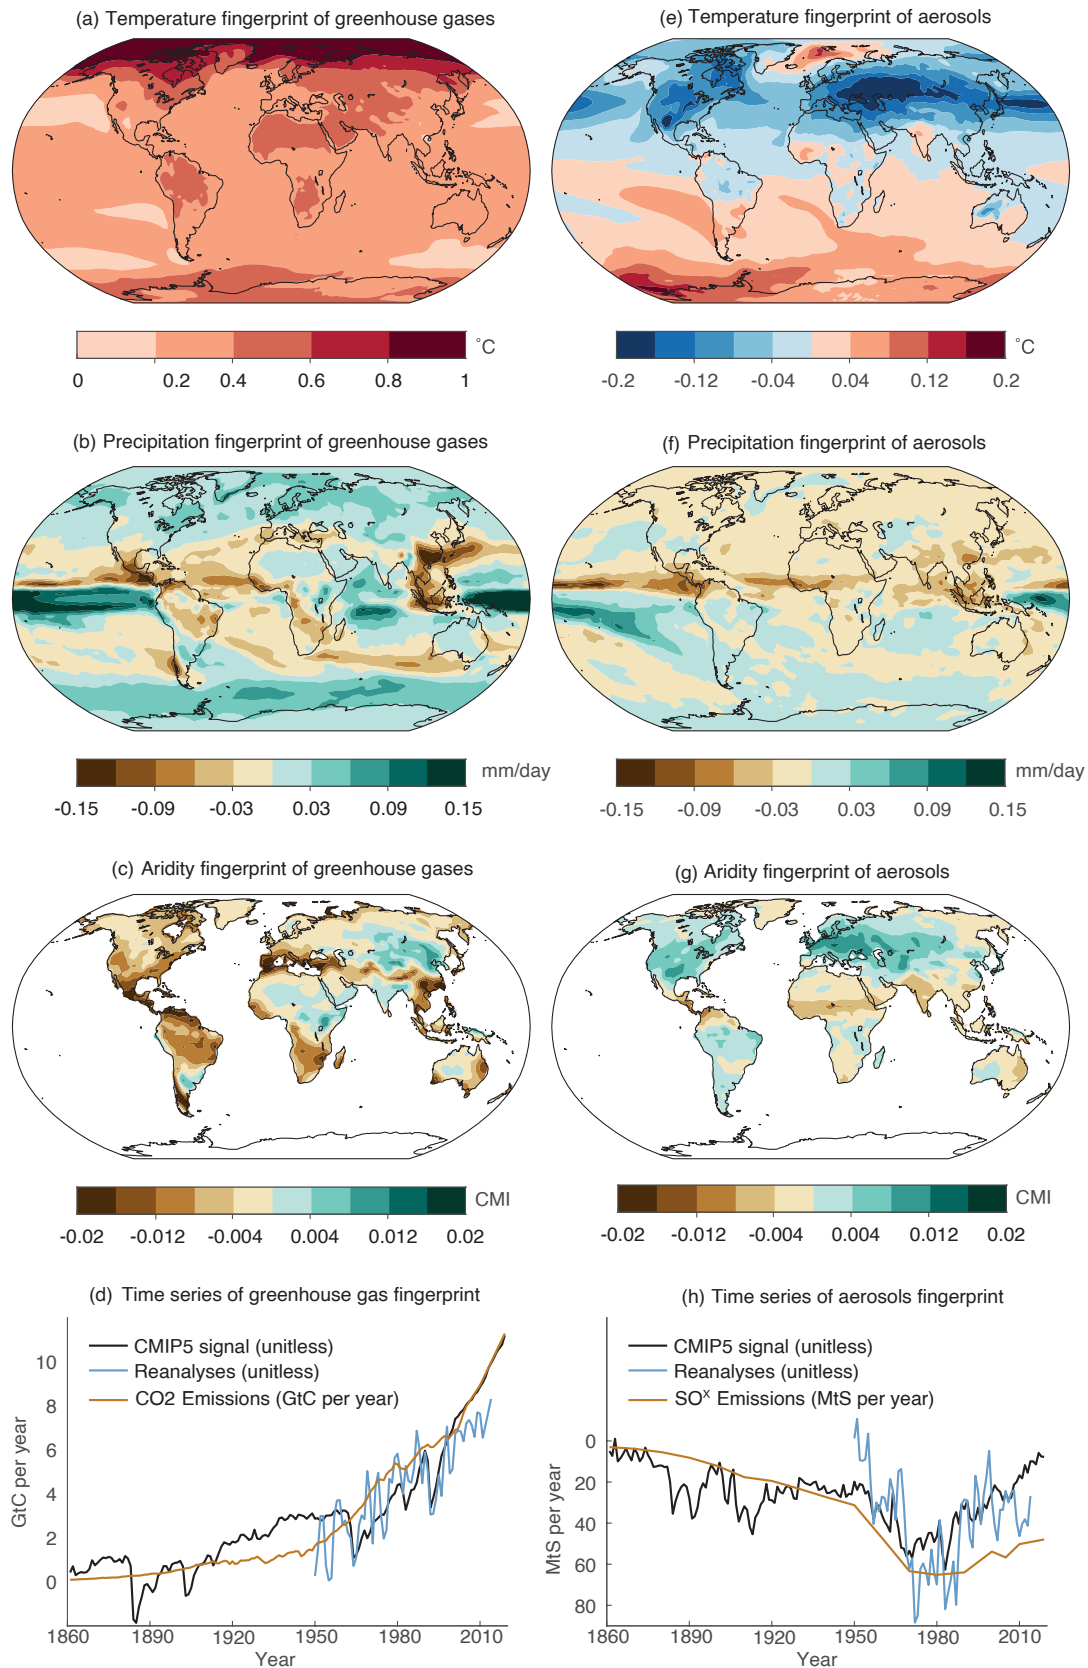 (a) Temperature fingerprint of greenhouse gases
˚C
0 0.2 0.4 0.6 0.8 1
(b) Precipitation fingerprint of greenhouse gases
mm/day
-0.15 -0.09 -0.03 0.03 0.09 0.15
(c) Aridity fingerprint of greenhouse gases
CMI
-0.02 -0.012 -0.004 0.004 0.012 0.02
(d) Time series of greenhouse gas fingerprint
CMIP5 signal (unitless)
Reanalyses (unitless)
CO2 Emissions (GtC per year)
GtC per year
10
8
6
4
2
0
1860 1890 1920 1950 1980 2010
Year
(e) Temperature fingerprint of aerosols
˚C
-0.2 -0.12 -0.04 0.04 0.12 0.2
(f) Precipitation fingerprint of aerosols
mm/day
-0.15 -0.09 -0.03 0.03 0.09 0.15
(g) Aridity fingerprint of aerosols
CMI
-0.02 -0.012 -0.004 0.004 0.012 0.02
(h) Time series of aerosols fingerprint
CMIP5 signal (unitless)
Reanalyses (unitless)
SOˣ Emissions (MtS per year)
MtS per year
0
20
40
60
80
1860 1890 1920 1950 1980 2010
Year